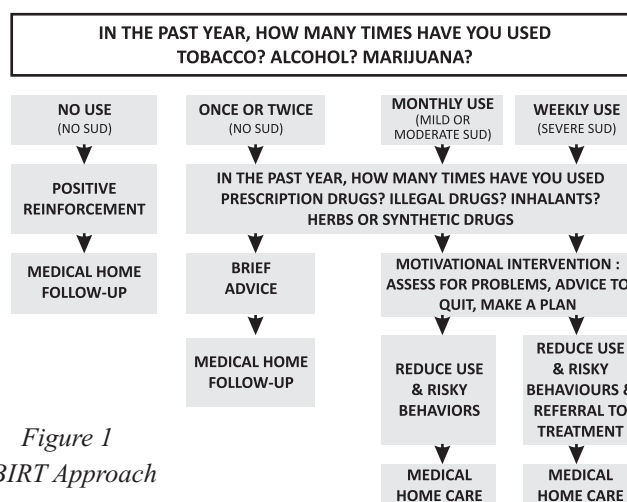 IN THE PAST YEAR, HOW MANY TIMES HAVE YOU USED
TOBACCO? ALCOHOL? MARIJUANA?
NO USE
(NO SUD)
ONCE OR TWICE
(NO SUD)
MONTHLY USE
(MILD OR
MODERATE SUD)
WEEKLY USE
(SEVERE SUD)
POSITIVE
REINFORCEMENT
IN THE PAST YEAR, HOW MANY TIMES HAVE YOU USED
PRESCRIPTION DRUGS? ILLEGAL DRUGS? INHALANTS?
HERBS OR SYNTHETIC DRUGS
MEDICAL HOME
FOLLOW-UP
BRIEF
ADVICE
MOTIVATIONAL INTERVENTION :
ASSESS FOR PROBLEMS, ADVICE TO
QUIT, MAKE A PLAN
MEDICAL HOME
FOLLOW-UP
REDUCE USE
& RISKY
BEHAVIORS
REDUCE USE
& RISKY
BEHAVIOURS &
REFERRAL TO
TREATMENT
MEDICAL
HOME CARE
MEDICAL
HOME CARE
Figure 1
BIRT Approach